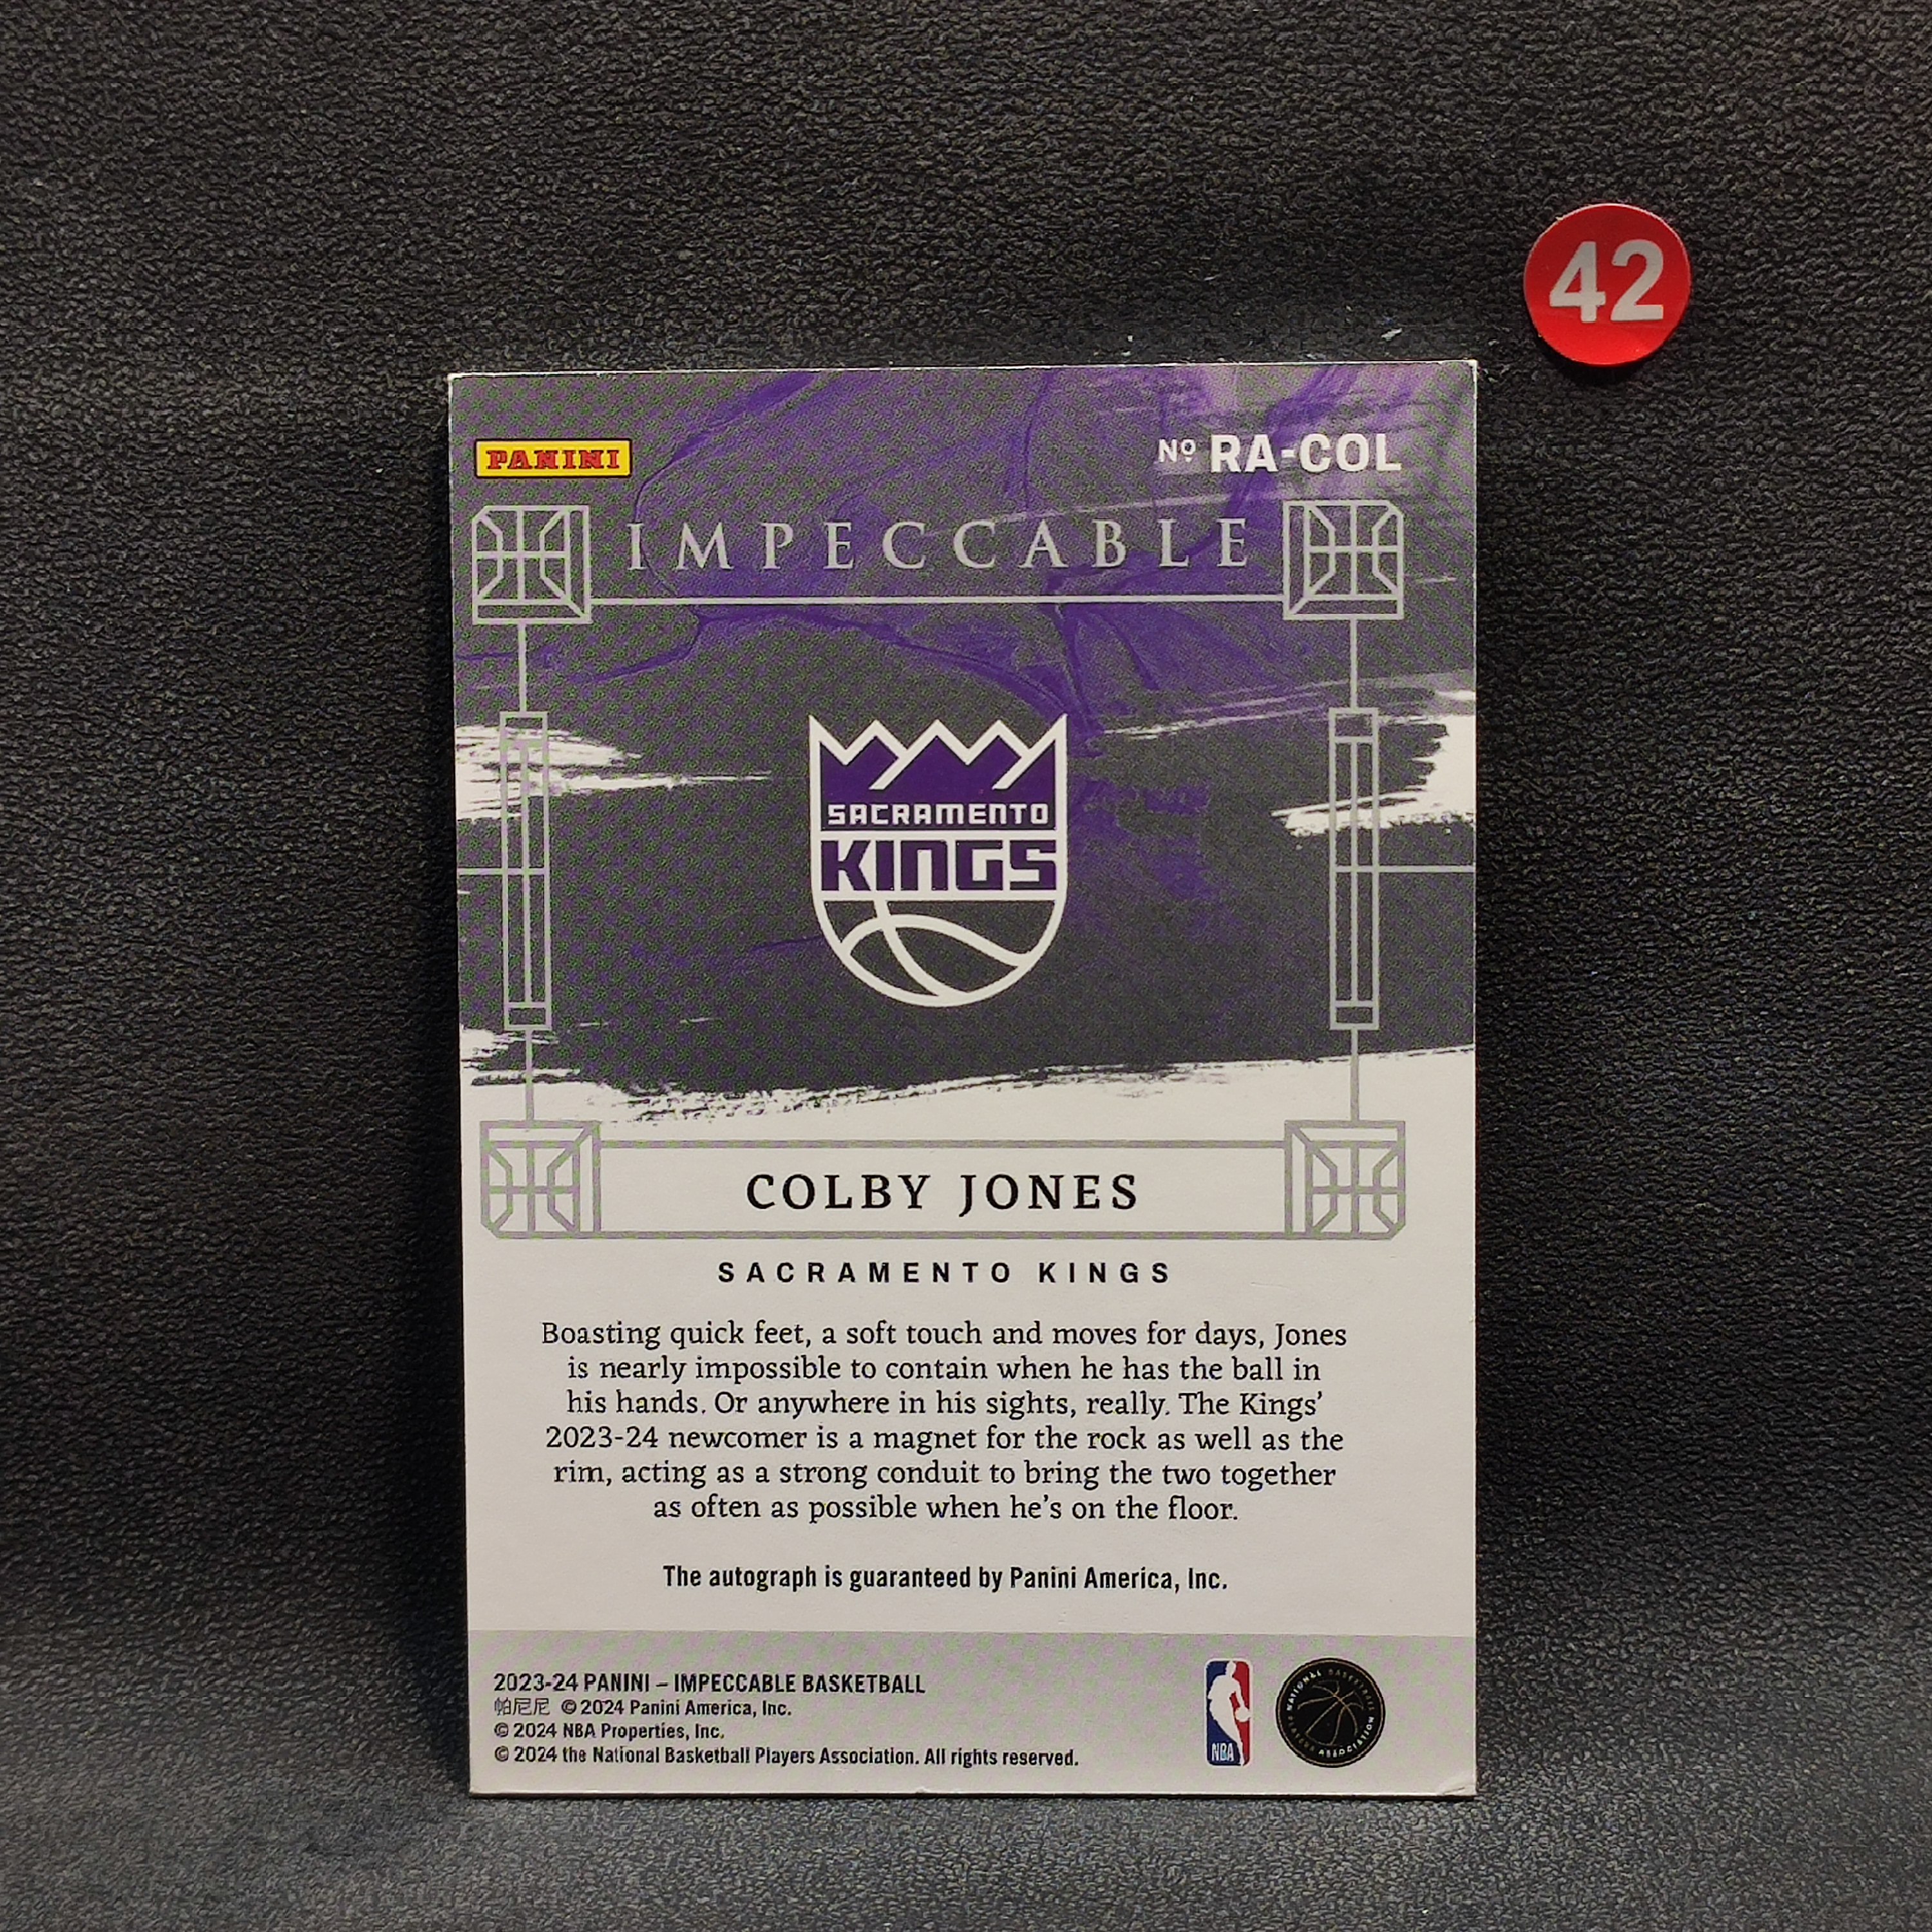 42
PANINI
Nº RA-COL
IMPECCABLE
SACRAMENTO
KINGS
COLBY JONES
SACRAMENTO KINGS
Boasting quick feet, a soft touch and moves for days, Jones
is nearly impossible to contain when he has the ball in
his hands. Or anywhere in his sights, really. The Kings’
2023-24 newcomer is a magnet for the rock as well as the
rim, acting as a strong conduit to bring the two together
as often as possible when he’s on the floor.
The autograph is guaranteed by Panini America, Inc.
2023-24 PANINI – IMPECCABLE BASKETBALL
帕尼尼 © 2024 Panini America, Inc.
© 2024 NBA Properties, Inc.
© 2024 the National Basketball Players Association. All rights reserved.
NBA
NATIONAL BASKETBALL PLAYERS ASSOCIATION